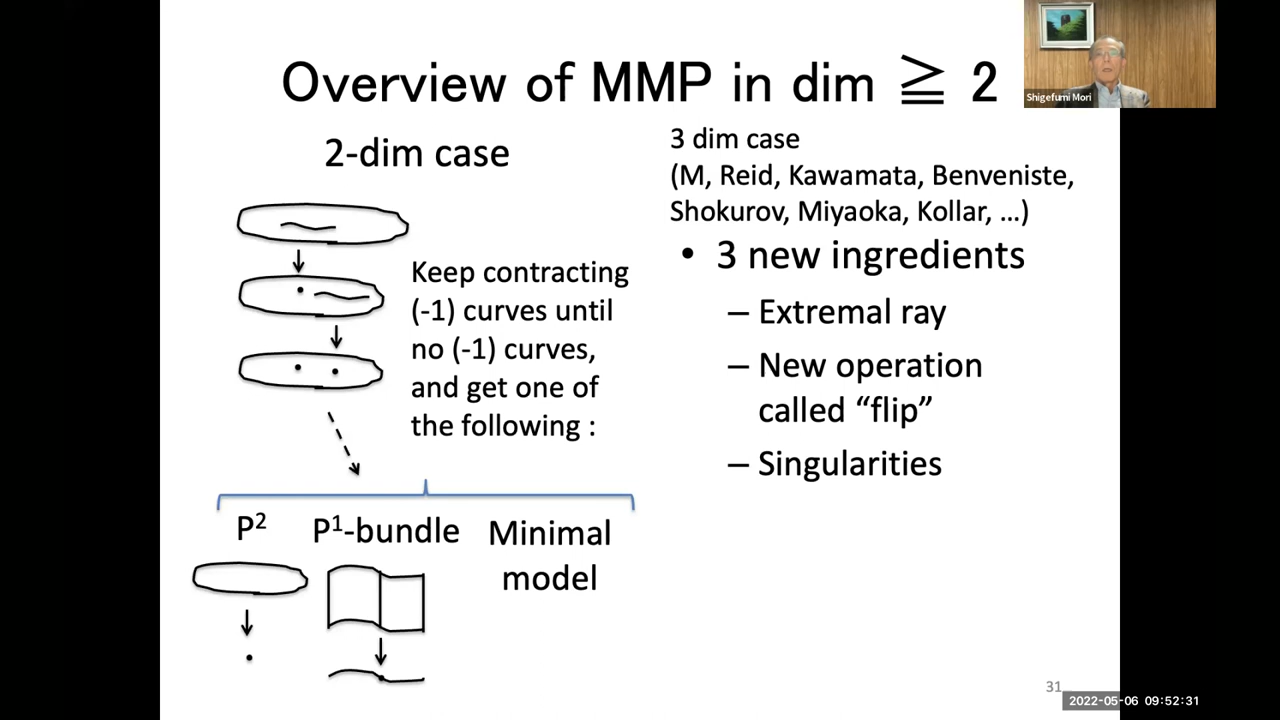 Overview of MMP in dim ≧ 2
Shigefumi Mori
2-dim case
Keep contracting
(-1) curves until
no (-1) curves,
and get one of
the following :
P²
P¹-bundle
Minimal
model
3 dim case
(M, Reid, Kawamata, Benveniste,
Shokurov, Miyaoka, Kollar, ...)
• 3 new ingredients
– Extremal ray
– New operation
called “flip”
– Singularities
31
2022-05-06 09:52:31